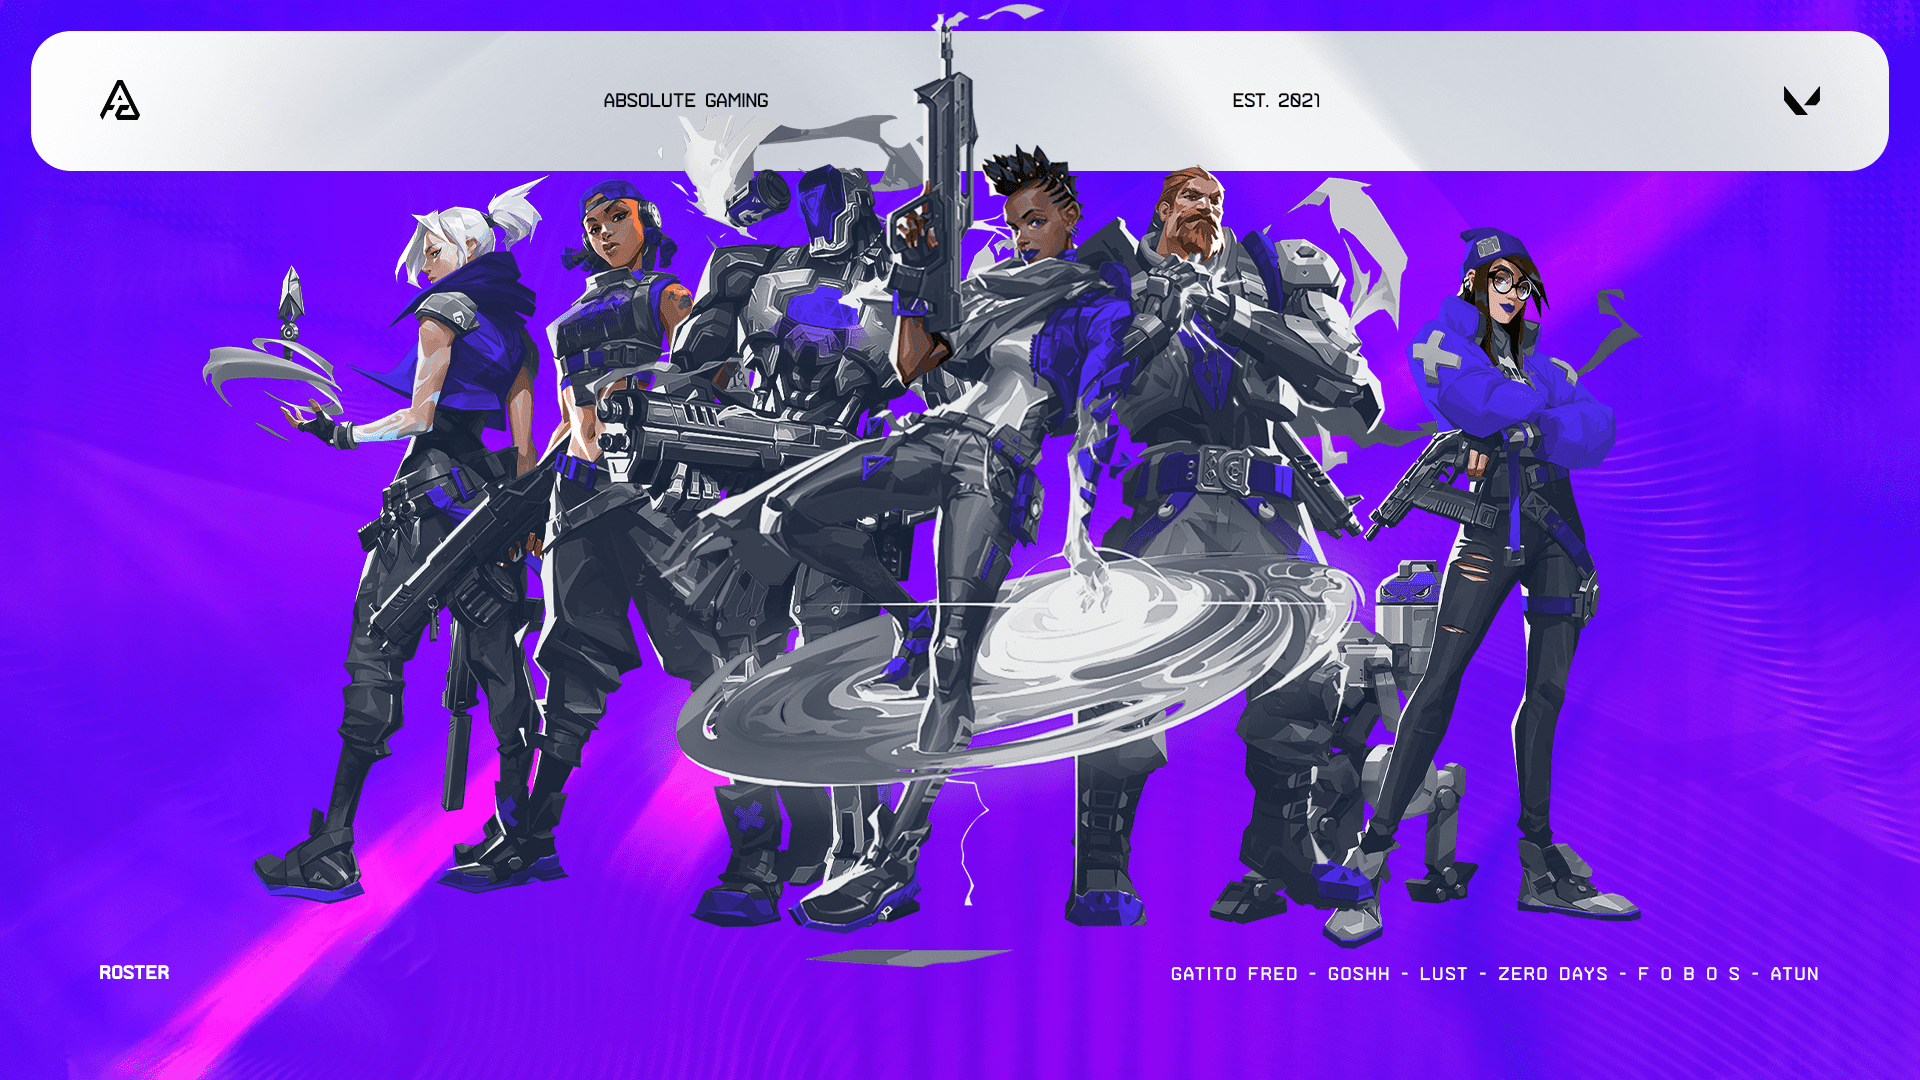 ABSOLUTE GAMING
EST. 2021
ROSTER
GATITO FRED - GOSHH - LUST - ZERO DAYS - F O B O S - ATUN